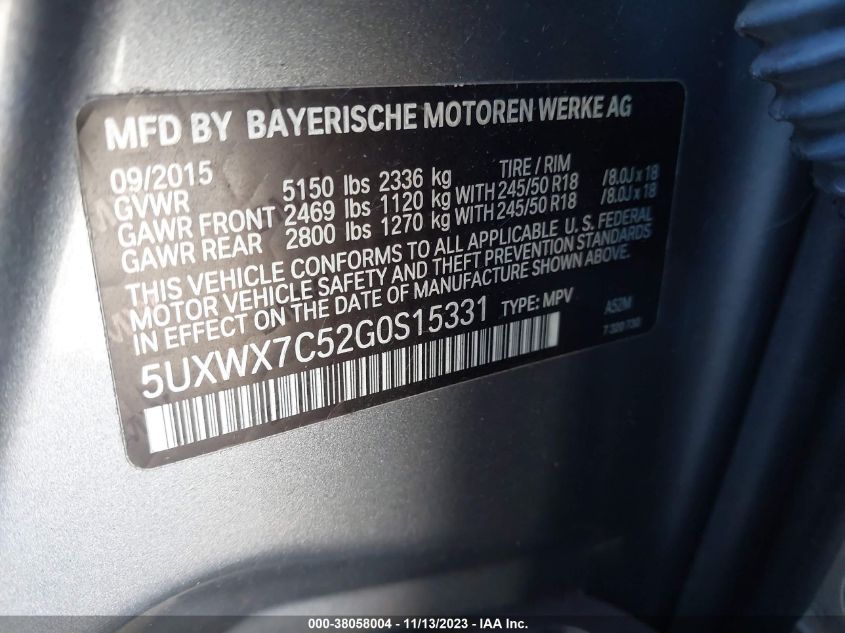 MFD BY BAYERISCHE MOTOREN WERKE AG
09/2015 TIRE / RIM
GVWR 5150 lbs 2336 kg
GAWR FRONT 2469 lbs 1120 kg WITH 245/50 R18 /8.0J x 18
GAWR REAR 2800 lbs 1270 kg WITH 245/50 R18 /8.0J x 18
THIS VEHICLE CONFORMS TO ALL APPLICABLE U. S. FEDERAL
MOTOR VEHICLE SAFETY AND THEFT PREVENTION STANDARDS
IN EFFECT ON THE DATE OF MANUFACTURE SHOWN ABOVE.
5UXWX7C52G0S15331 TYPE: MPV A52M
000-38058004 | 11/13/2023 | IAA Inc.